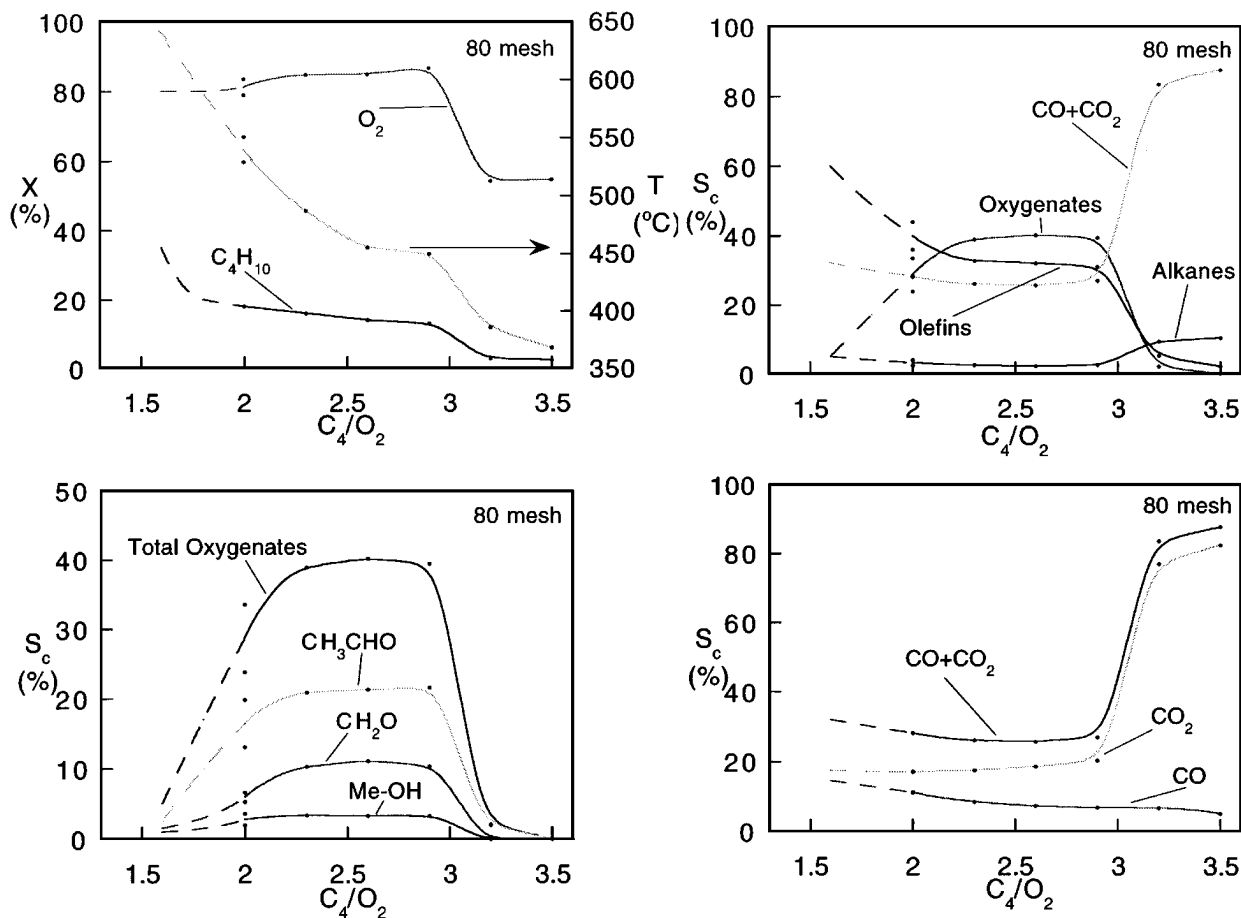 100
80
60
X
(%)
40
20
0
80 mesh
O₂
C₄H₁₀
650
600
550
500
T
(°C)
450
400
350
1.5 2 2.5 3 3.5
C₄/O₂
100
80
60
S_c
(%)
40
20
0
80 mesh
CO+CO₂
Oxygenates
Alkanes
Olefins
1.5 2 2.5 3 3.5
C₄/O₂
50
40
30
S_c
(%)
20
10
0
80 mesh
Total Oxygenates
CH₃CHO
CH₂O
Me-OH
1.5 2 2.5 3 3.5
C₄/O₂
100
80
60
S_c
(%)
40
20
0
80 mesh
CO+CO₂
CO₂
CO
1.5 2 2.5 3 3.5
C₄/O₂